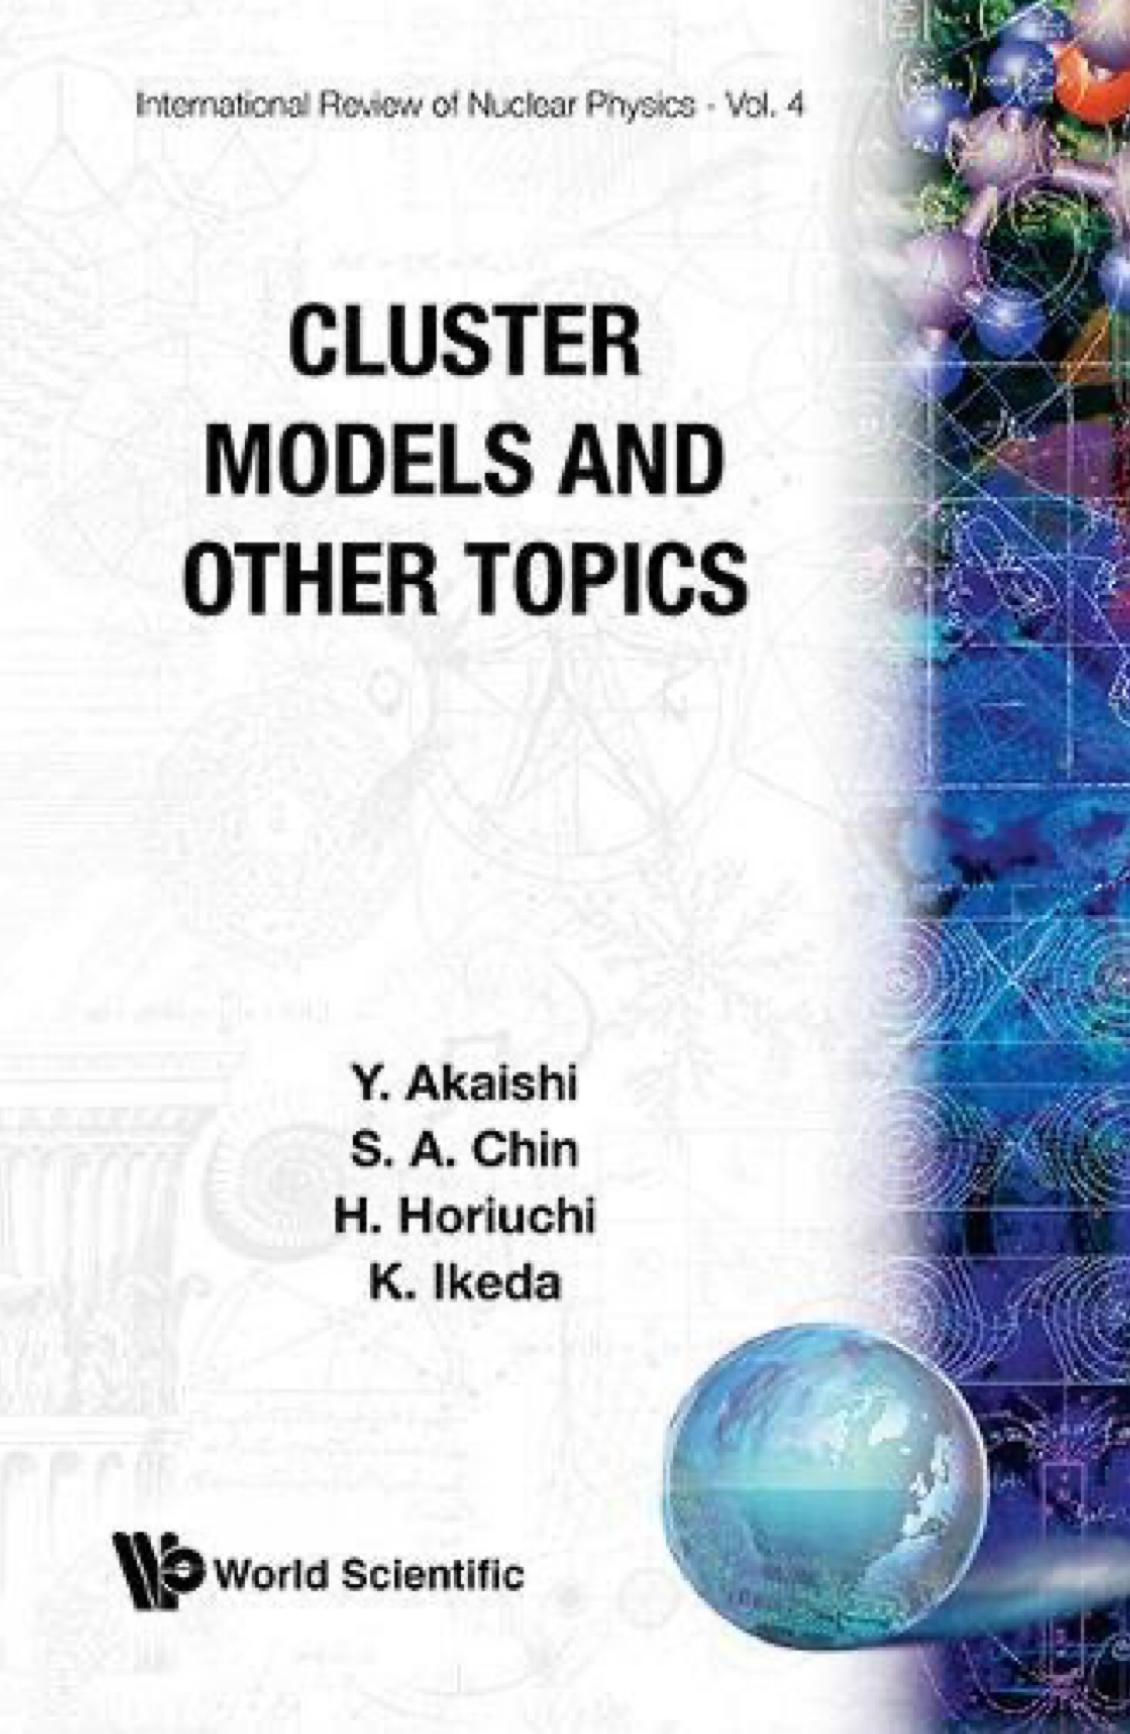 International Review of Nuclear Physics - Vol. 4
CLUSTER
MODELS AND
OTHER TOPICS
Y. Akaishi
S. A. Chin
H. Horiuchi
K. Ikeda
World Scientific